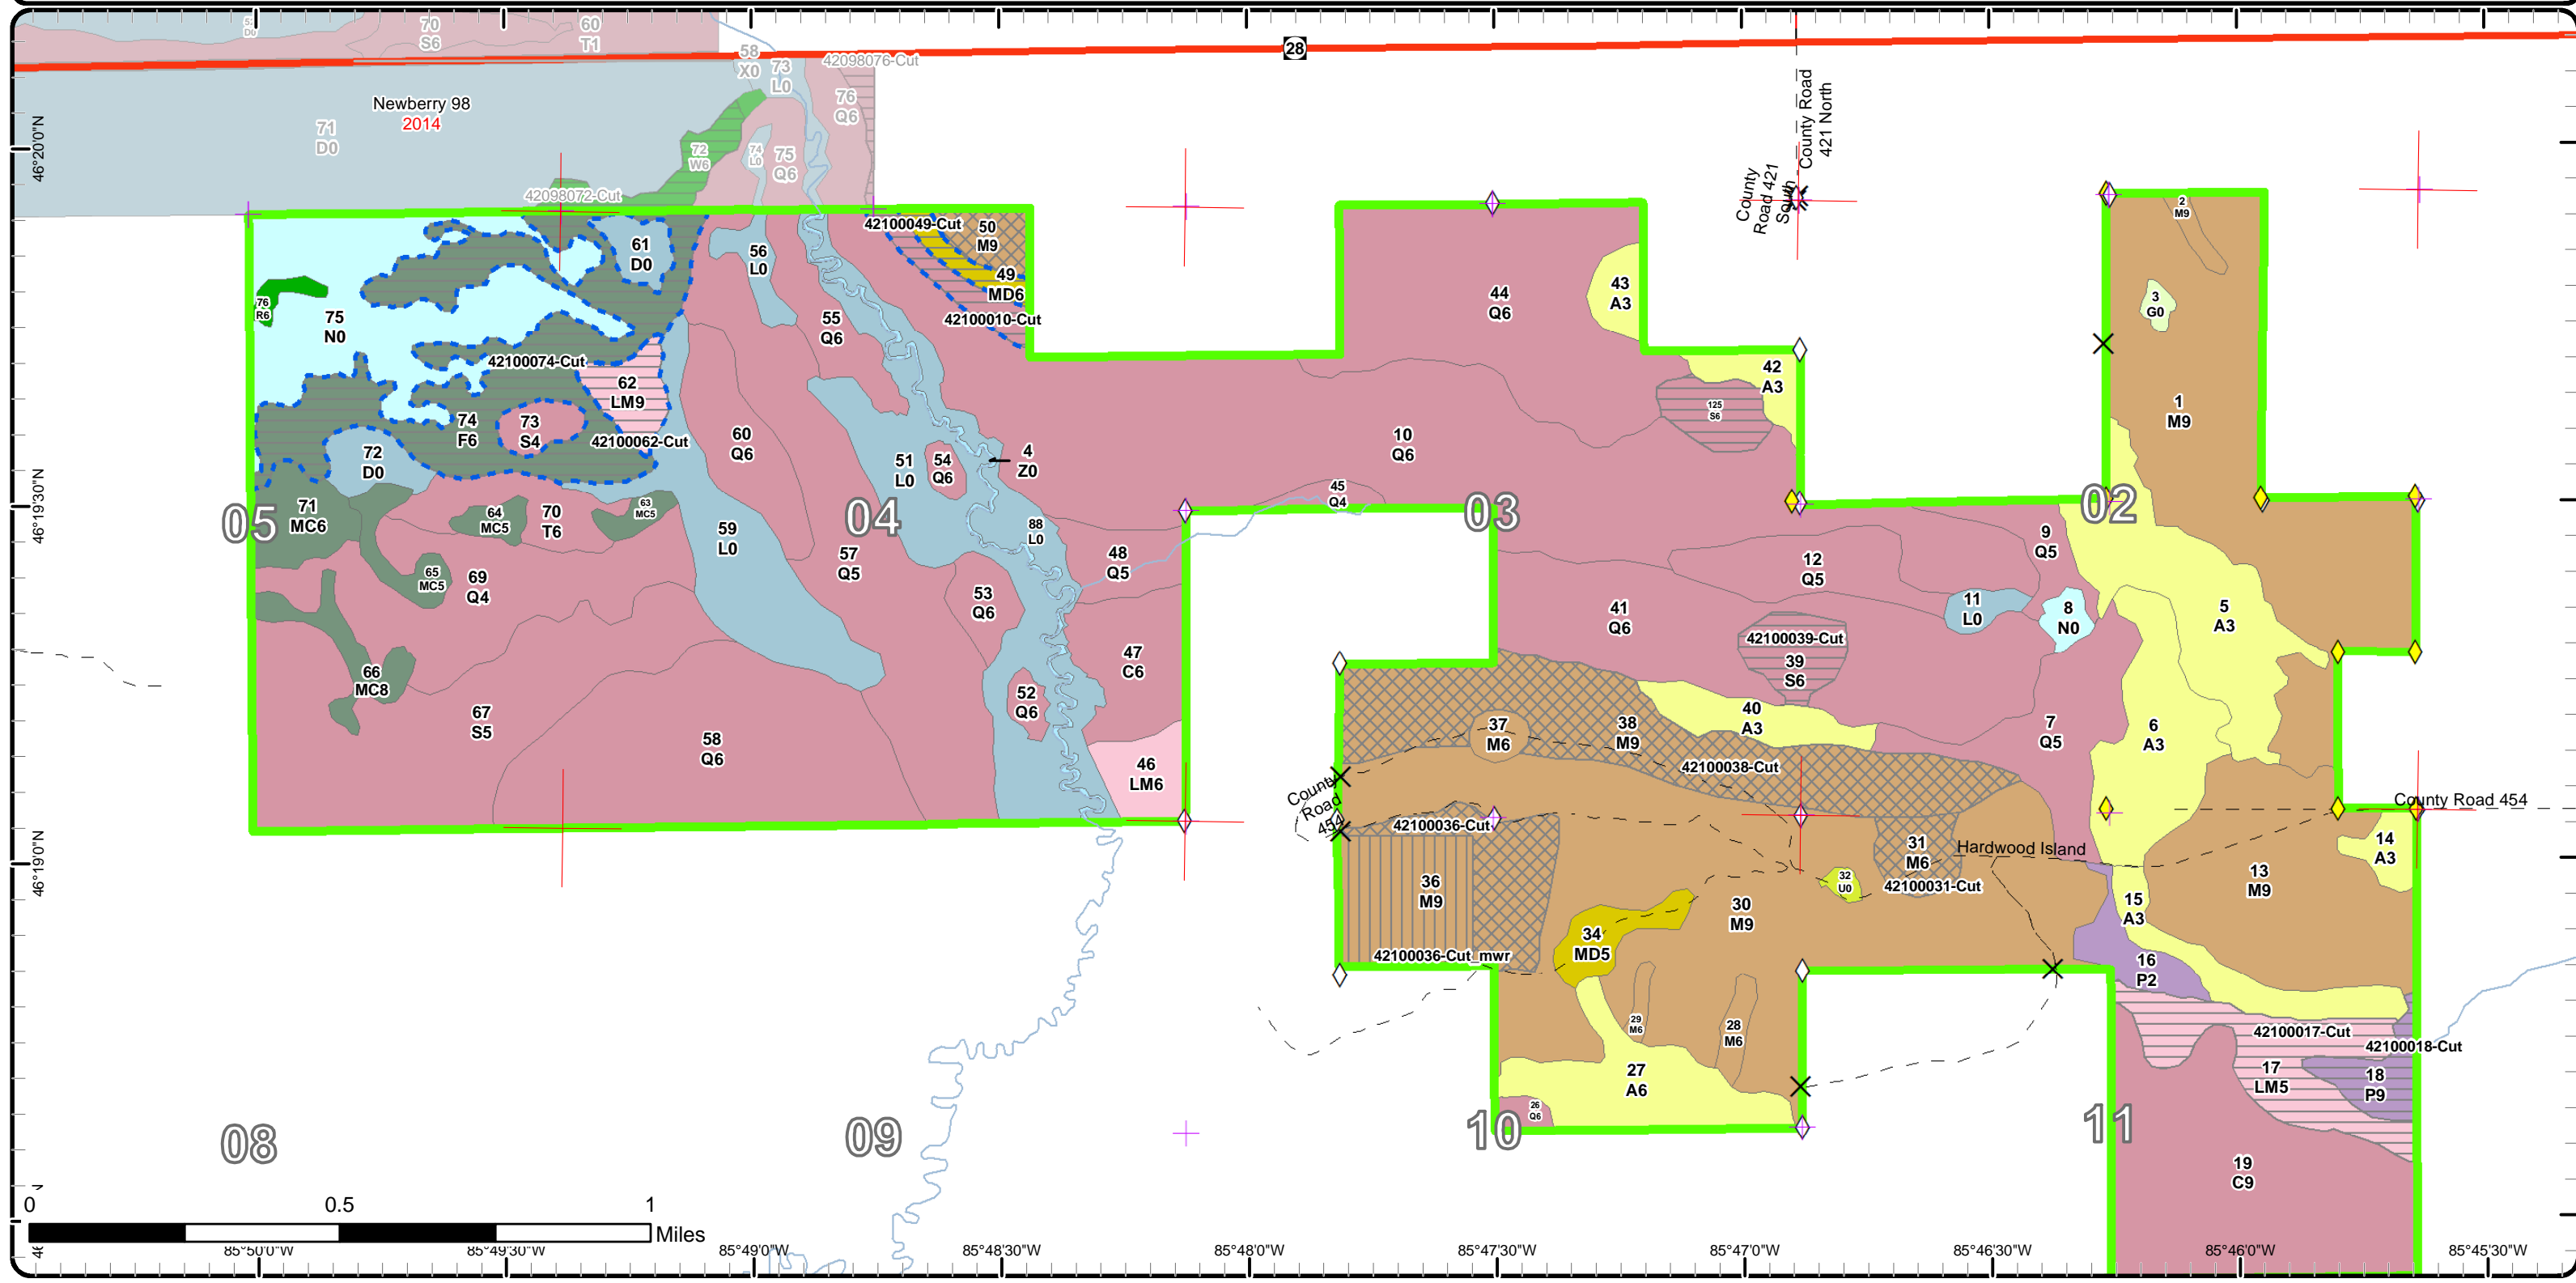 51
D0
70
S6
60
T1
28
58
X0
73
L0
42098076-Cut
Newberry 98
2014
71
D0
76
Q6
72
W6
74
L0
75
Q6
42098072-Cut
County Road
421 North
County
Road 421
South
46°20'0"N
42100049-Cut
50
M9
49
MD6
42100010-Cut
61
D0
56
L0
76
R6
75
N0
55
Q6
42100074-Cut
62
LM9
42100062-Cut
74
F6
73
S4
72
D0
60
Q6
51
L0
54
Q6
4
Z0
44
Q6
43
A3
42
A3
125
S6
10
Q6
45
Q4
2
M9
3
G0
1
M9
46°19'30"N
05
04
03
02
71
MC6
64
MC5
70
T6
63
MC5
65
MC5
69
Q4
59
L0
57
Q5
88
L0
48
Q5
53
Q6
47
C6
66
MC8
67
S5
58
Q6
52
Q6
46
LM6
9
Q5
12
Q5
11
L0
8
N0
5
A3
41
Q6
42100039-Cut
39
S6
40
A3
7
Q5
6
A3
37
M6
38
M9
42100038-Cut
County
Road
454
County Road 454
42100036-Cut
36
M9
42100036-Cut_mwr
31
M6
42100031-Cut
Hardwood Island
32
U0
30
M9
34
MD5
13
M9
14
A3
15
A3
16
P2
29
M6
28
M6
27
A6
26
Q6
42100017-Cut
42100018-Cut
17
LM5
18
P9
19
C9
46°19'0"N
08
09
10
11
0
0.5
1
Miles
85°50'0"W
85°49'30"W
85°49'0"W
85°48'30"W
85°48'0"W
85°47'30"W
85°47'0"W
85°46'30"W
85°46'0"W
85°45'30"W